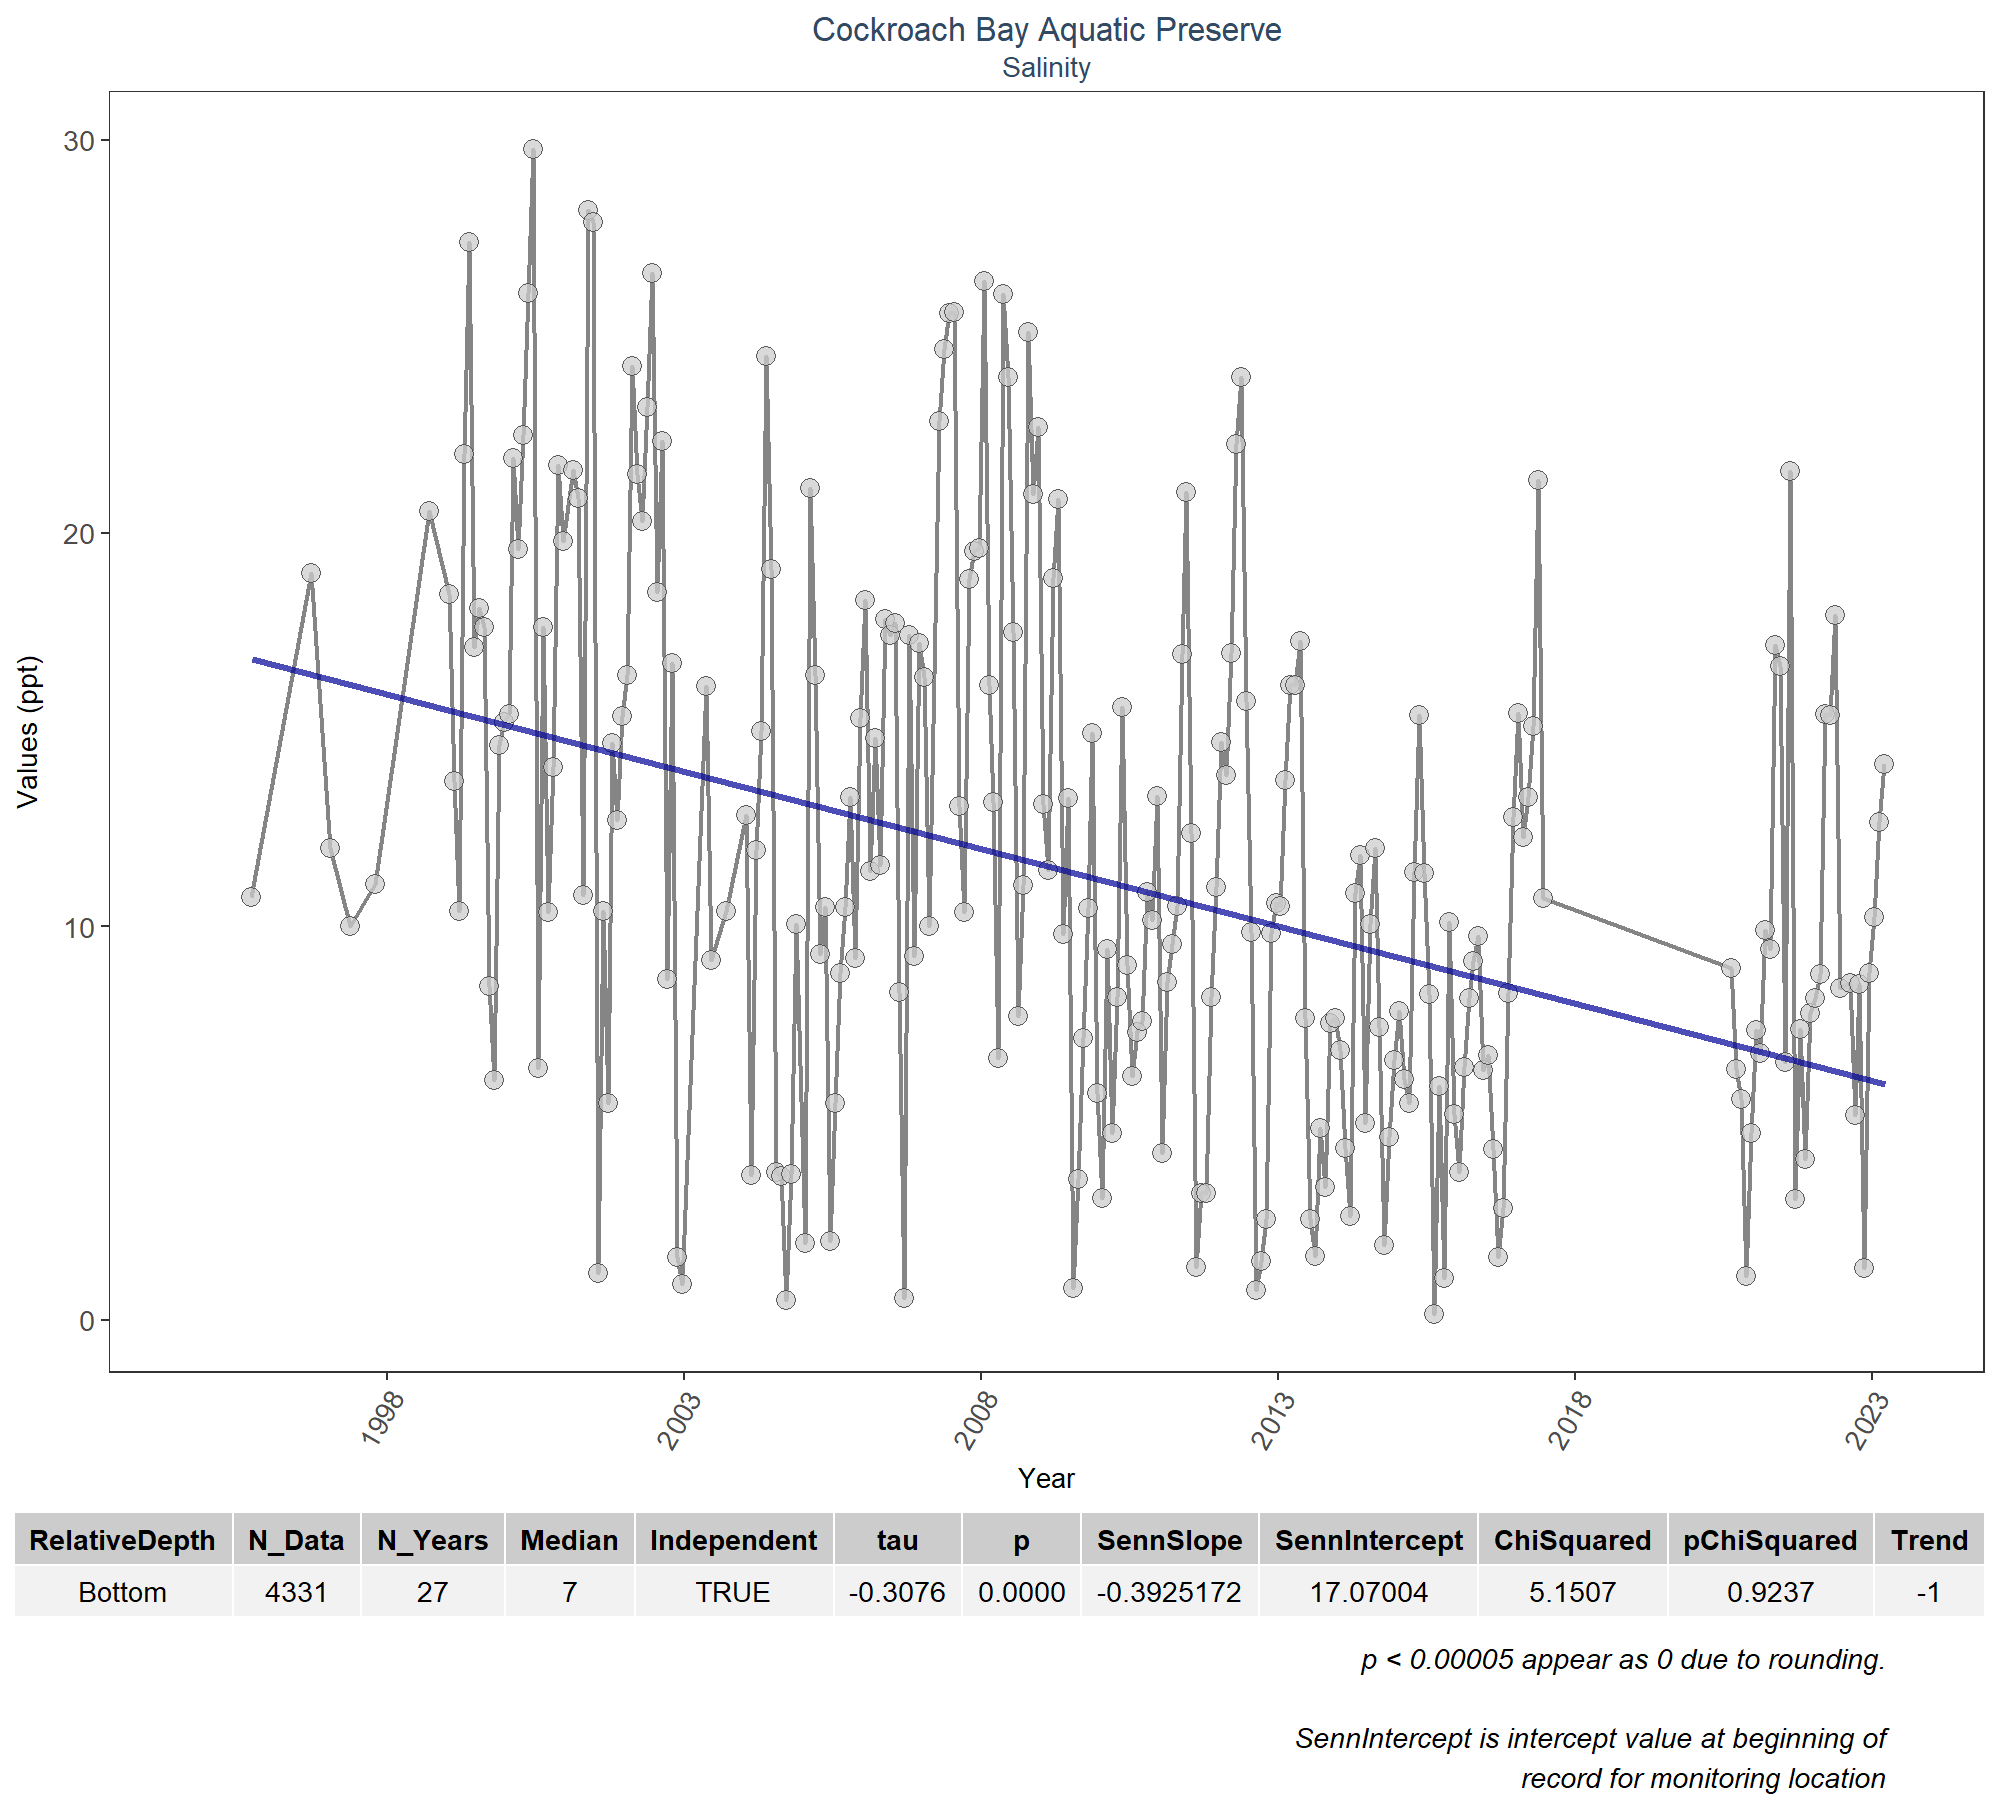 Cockroach Bay Aquatic Preserve
Salinity
30
20
10
0
Values (ppt)
1998 2003 2008 2013 2018 2023
Year
RelativeDepth N_Data N_Years Median Independent tau p SennSlope SennIntercept ChiSquared pChiSquared Trend
Bottom 4331 27 7 TRUE -0.3076 0.0000 -0.3925172 17.07004 5.1507 0.9237 -1
p < 0.00005 appear as 0 due to rounding.
SennIntercept is intercept value at beginning of
record for monitoring location